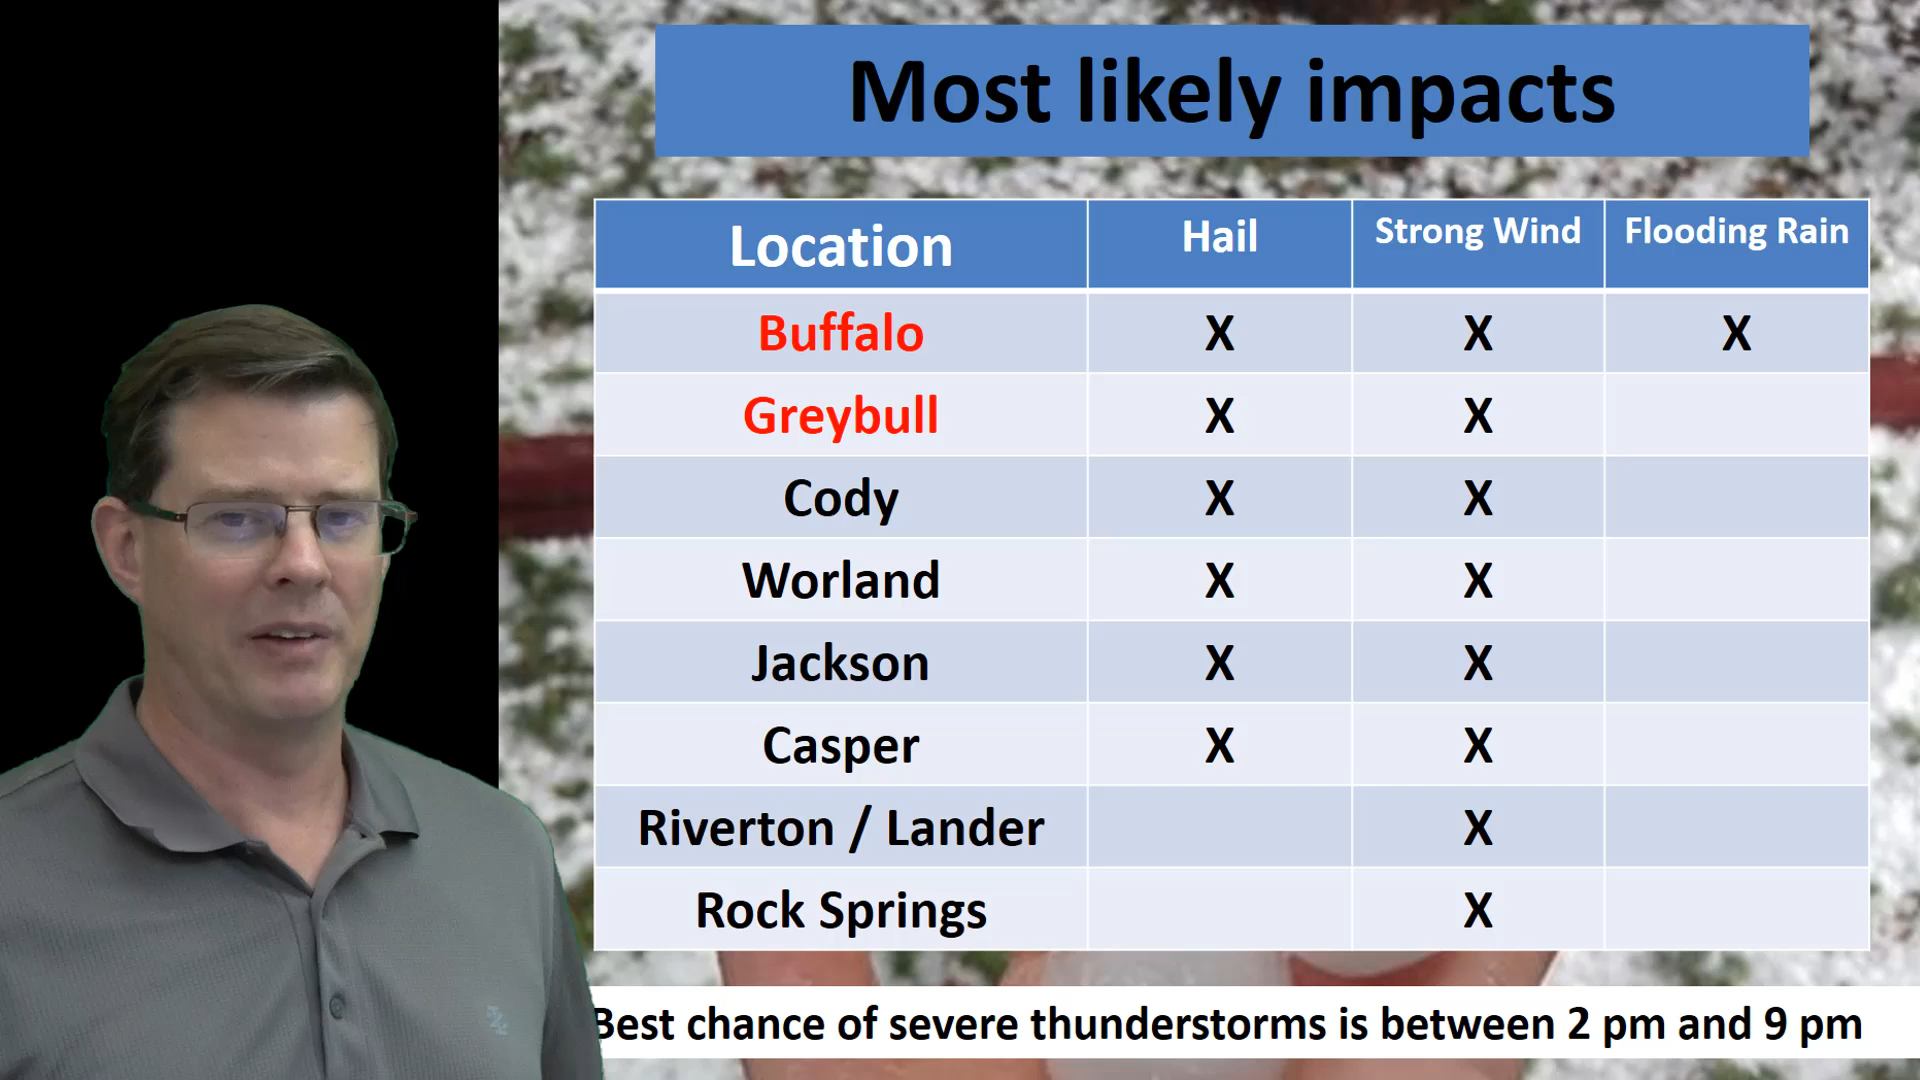 Most likely impacts
Location Hail Strong Wind Flooding Rain
Buffalo X X X
Greybull X X
Cody X X
Worland X X
Jackson X X
Casper X X
Riverton / Lander X
Rock Springs X
Best chance of severe thunderstorms is between 2 pm and 9 pm